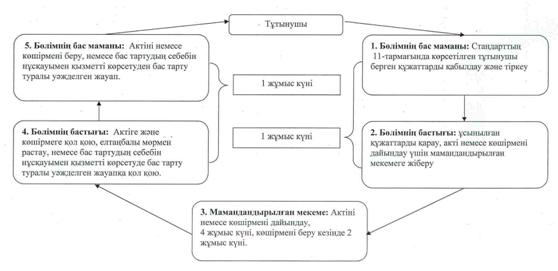 Тұтынушы
1. Бөлімнің бас маманы: Стандарттың
11-тармағында көрсетілген тұтынушы
берген құжаттарды қабылдау және тіркеу
2. Бөлімнің бастығы: ұсынылған
құжаттарды қарау, акті немесе көшірмені
дайындау үшін мамандандырылған
мекемеге жіберу
3. Мамандандырылған мекеме: Актіні
немесе көшірмені дайындау,
4 жұмыс күні, көшірмені беру кезінде 2
жұмыс күні.
4. Бөлімнің бастығы: Актіге және
көшірмеге қол қою, елтаңбалы мөрмен
растау, немесе бас тартудың себебін
нұсқауымен қызметті көрсетуде бас тарту
туралы уәжделген жауапқа қол қою.
5. Бөлімнің бас маманы: Актіні немесе
көшірмені беру, немесе бас тартудың себебін
нұсқауымен қызметті көрсетуден бас тарту
туралы уәжделген жауап.
1 жұмыс күні
1 жұмыс күні